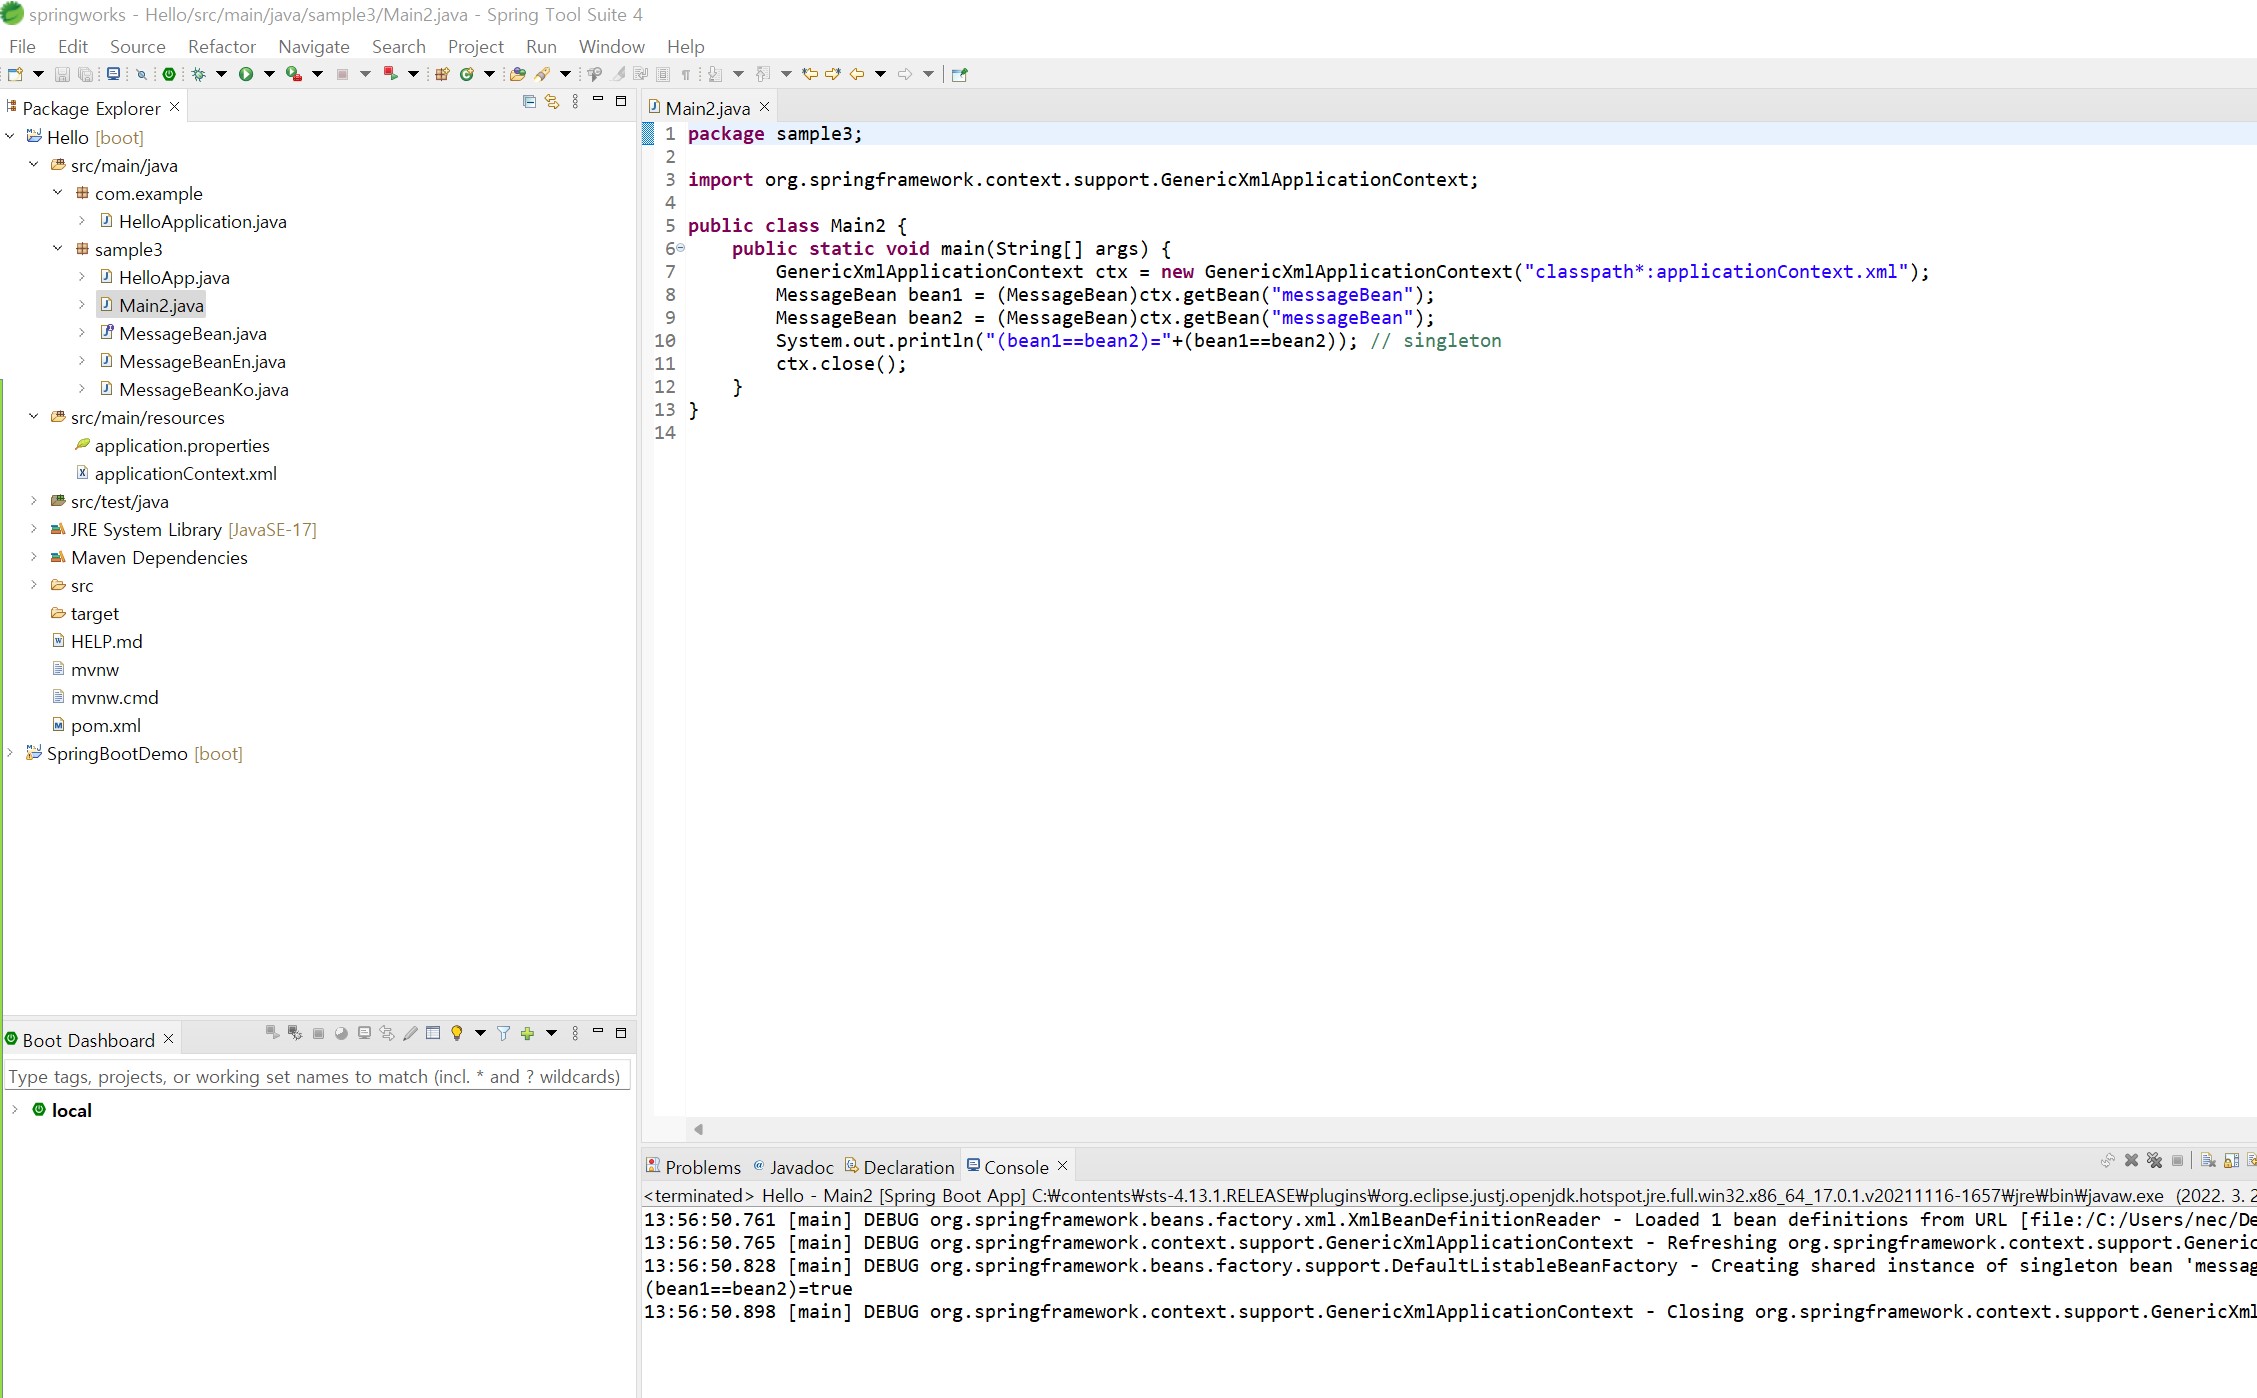 springworks - Hello/src/main/java/sample3/Main2.java - Spring Tool Suite 4
File Edit Source Refactor Navigate Search Project Run Window Help
Package Explorer
Hello [boot]
src/main/java
com.example
HelloApplication.java
sample3
HelloApp.java
Main2.java
MessageBean.java
MessageBeanEn.java
MessageBeanKo.java
src/main/resources
application.properties
applicationContext.xml
src/test/java
JRE System Library [JavaSE-17]
Maven Dependencies
src
target
HELP.md
mvnw
mvnw.cmd
pom.xml
SpringBootDemo [boot]
Boot Dashboard
Type tags, projects, or working set names to match (incl. * and ? wildcards)
local
Main2.java
1 package sample3;
2
3 import org.springframework.context.support.GenericXmlApplicationContext;
4
5 public class Main2 {
6 public static void main(String[] args) {
7 GenericXmlApplicationContext ctx = new GenericXmlApplicationContext("classpath*:applicationContext.xml");
8 MessageBean bean1 = (MessageBean)ctx.getBean("messageBean");
9 MessageBean bean2 = (MessageBean)ctx.getBean("messageBean");
10 System.out.println("(bean1==bean2)="+(bean1==bean2)); // singleton
11 ctx.close();
12 }
13 }
14
Problems @ Javadoc Declaration Console
<terminated> Hello - Main2 [Spring Boot App] C:₩contents₩sts-4.13.1.RELEASE₩plugins₩org.eclipse.justj.openjdk.hotspot.jre.full.win32.x86_64_17.0.1.v20211116-1657₩jre₩bin₩javaw.exe (2022. 3. 2
13:56:50.761 [main] DEBUG org.springframework.beans.factory.xml.XmlBeanDefinitionReader - Loaded 1 bean definitions from URL [file:/C:/Users/nec/De
13:56:50.765 [main] DEBUG org.springframework.context.support.GenericXmlApplicationContext - Refreshing org.springframework.context.support.Generic
13:56:50.828 [main] DEBUG org.springframework.beans.factory.support.DefaultListableBeanFactory - Creating shared instance of singleton bean 'messag
(bean1==bean2)=true
13:56:50.898 [main] DEBUG org.springframework.context.support.GenericXmlApplicationContext - Closing org.springframework.context.support.GenericXml